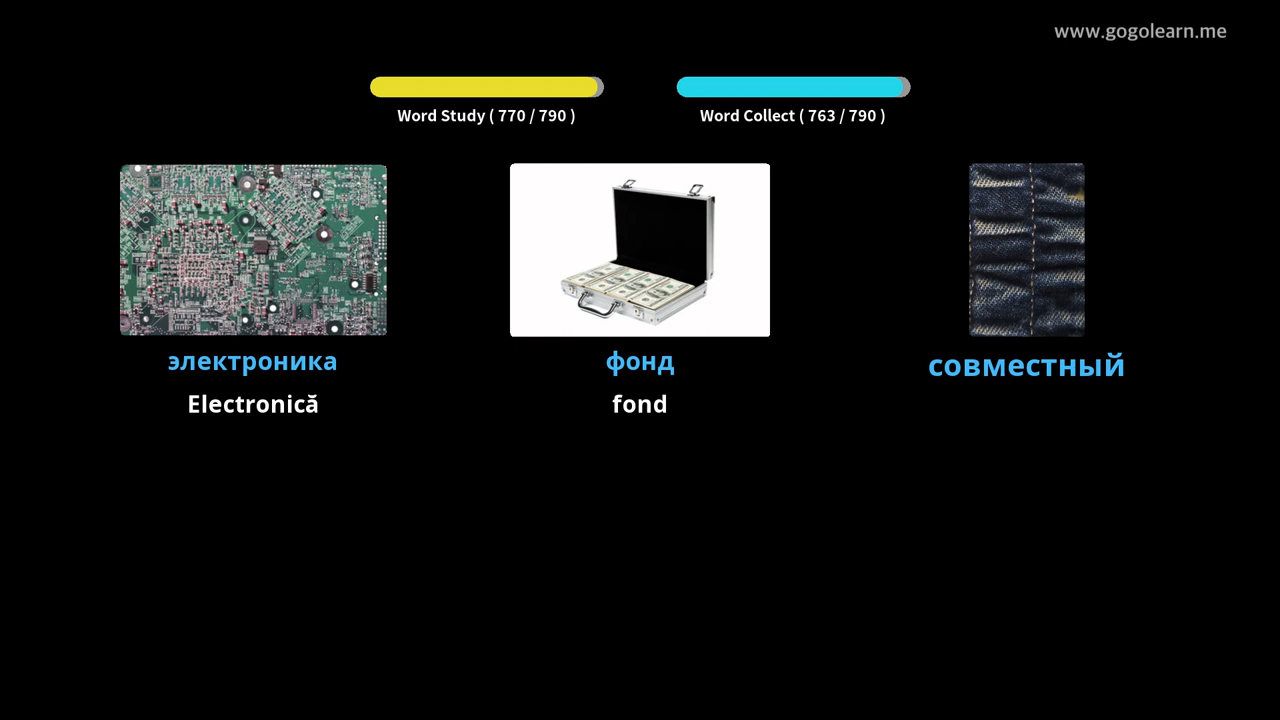 www.gogolearn.me
Word Study ( 770 / 790 )
Word Collect ( 763 / 790 )
электроника
Electronică
фонд
fond
совместный